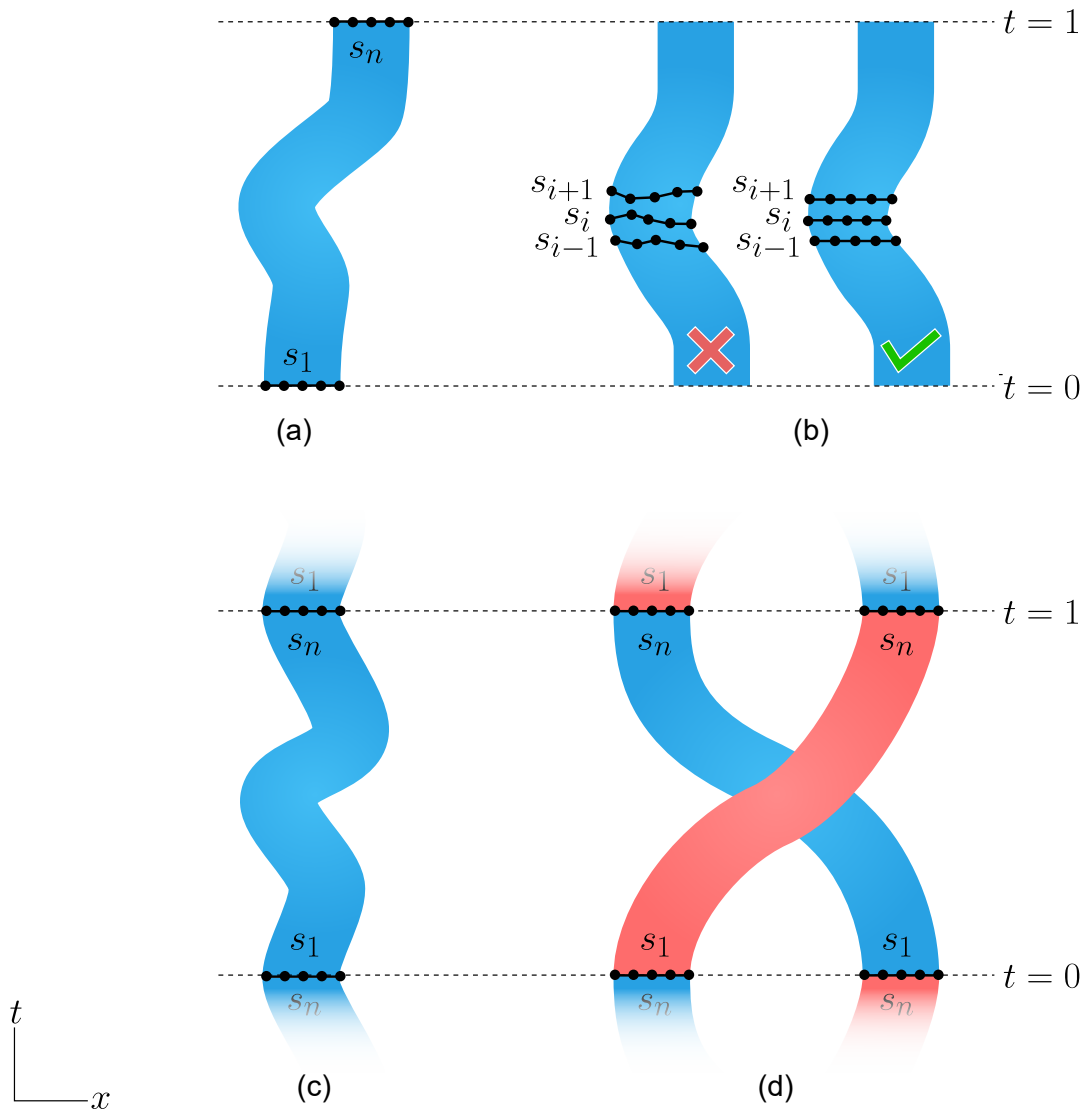 t = 1
s_n
s_{i+1}
s_i
s_{i−1}
s_{i+1}
s_i
s_{i−1}
s_1
t = 0
(a)
(b)
s_1
s_1
s_1
t = 1
s_n
s_n
s_n
s_1
s_1
s_1
t = 0
s_n
s_n
s_n
t
x
(c)
(d)